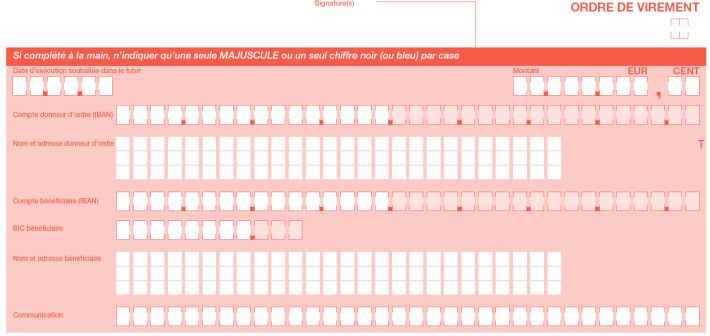 Signature(s)
ORDRE DE VIREMENT
Si complété à la main, n'indiquer qu'une seule MAJUSCULE ou un seul chiffre noir (ou bleu) par case
Date d'exécution souhaitée dans le futur
Montant EUR CENT
,
Compte donneur d'ordre (IBAN)
Nom et adresse donneur d'ordre
T
Compte bénéficiaire (IBAN)
BIC bénéficiaire
Nom et adresse bénéficiaire
Communication